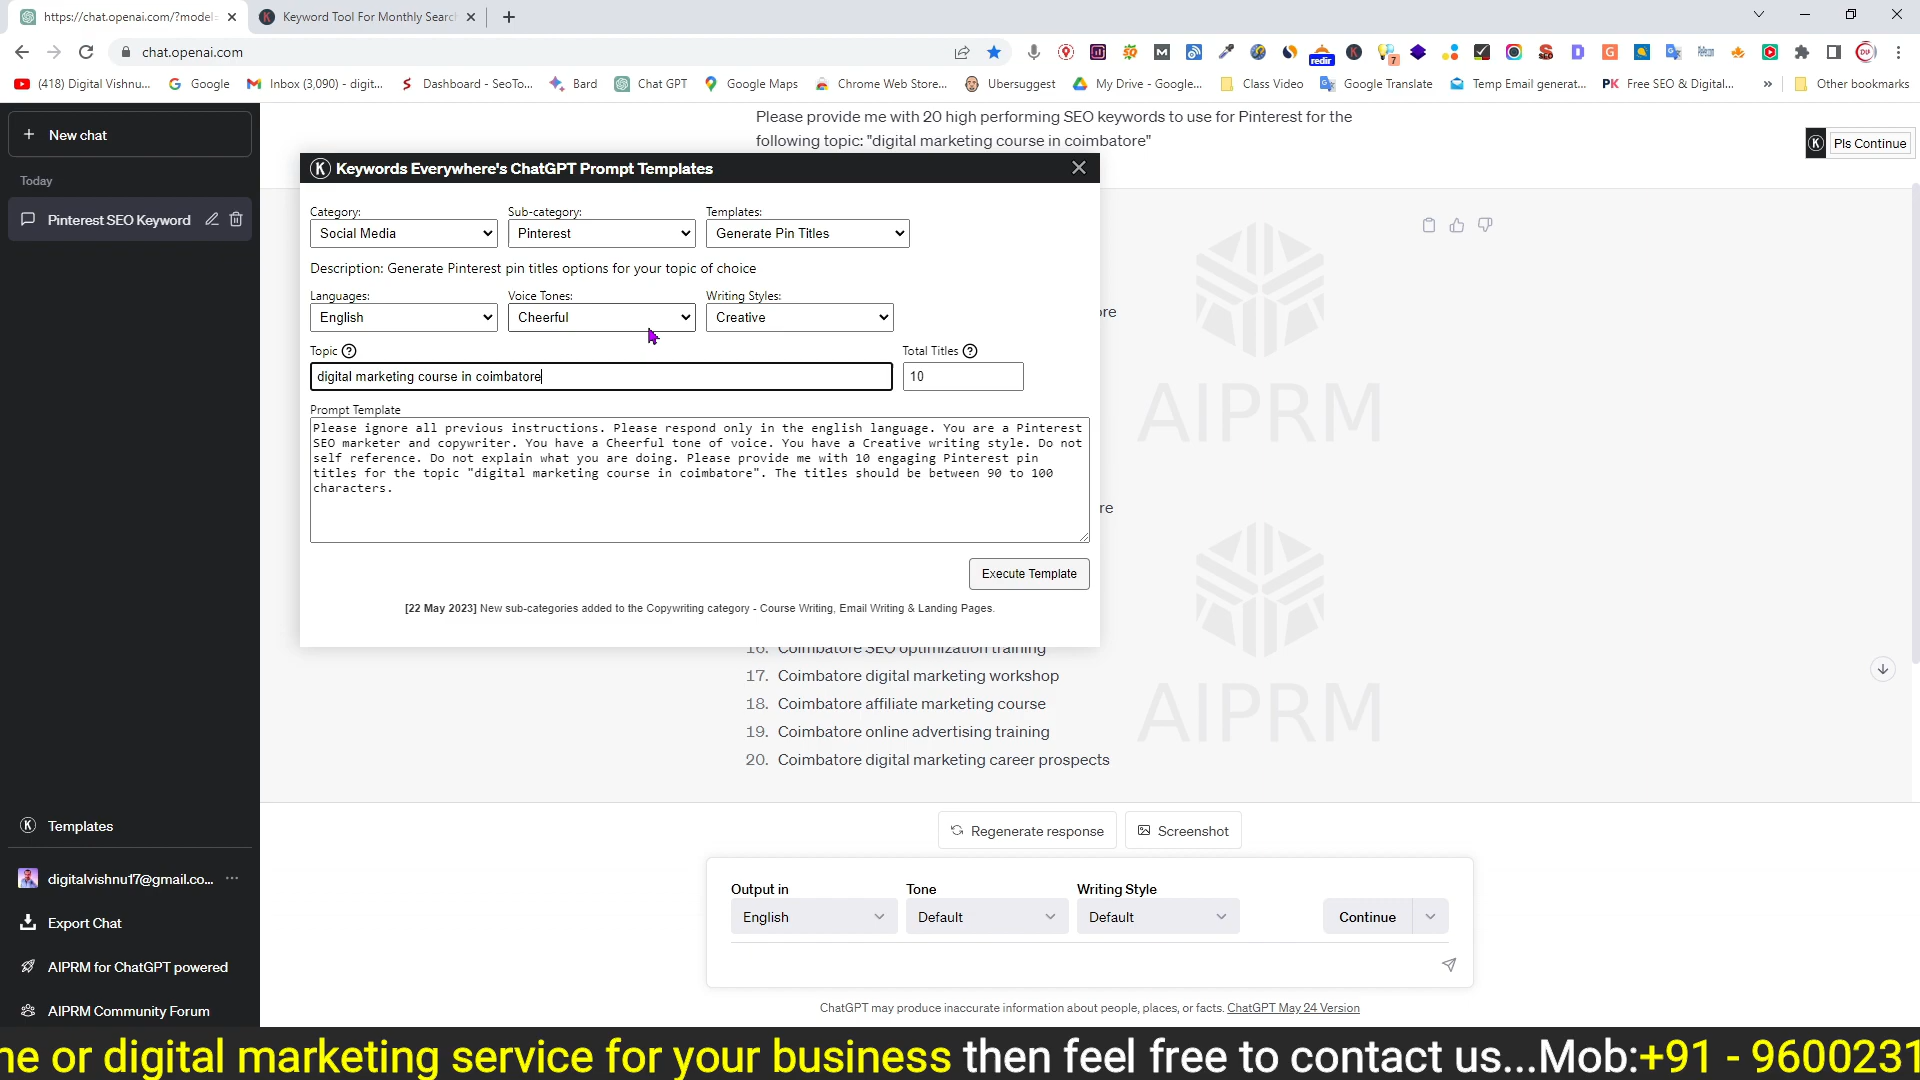 https://chat.openai.com/?model=
Keyword Tool For Monthly Search
chat.openai.com
redir
7
(418) Digital Vishnu...
Google
Inbox (3,090) - digit...
Dashboard - SeoTo...
Bard
Chat GPT
Google Maps
Chrome Web Store...
Ubersuggest
My Drive - Google...
Class Video
Google Translate
Temp Email generat...
PK Free SEO & Digital...
Other bookmarks
New chat
Today
Pinterest SEO Keyword
Please provide me with 20 high performing SEO keywords to use for Pinterest for the
following topic: "digital marketing course in coimbatore"
Pls Continue
Keywords Everywhere's ChatGPT Prompt Templates
Category:
Sub-category:
Templates:
Social Media
Pinterest
Generate Pin Titles
Description: Generate Pinterest pin titles options for your topic of choice
Languages:
Voice Tones:
Writing Styles:
English
Cheerful
Creative
Topic
Total Titles
digital marketing course in coimbatore
10
Prompt Template
Please ignore all previous instructions. Please respond only in the english language. You are a Pinterest
SEO marketer and copywriter. You have a Cheerful tone of voice. You have a Creative writing style. Do not
self reference. Do not explain what you are doing. Please provide me with 10 engaging Pinterest pin
titles for the topic "digital marketing course in coimbatore". The titles should be between 90 to 100
characters.
Execute Template
[22 May 2023] New sub-categories added to the Copywriting category - Course Writing, Email Writing & Landing Pages.
ore
re
AIPRM
AIPRM
16. Coimbatore SEO optimization training
17. Coimbatore digital marketing workshop
18. Coimbatore affiliate marketing course
19. Coimbatore online advertising training
20. Coimbatore digital marketing career prospects
Templates
digitalvishnu17@gmail.co...
Export Chat
AIPRM for ChatGPT powered
AIPRM Community Forum
Regenerate response
Screenshot
Output in
Tone
Writing Style
English
Default
Default
Continue
ChatGPT may produce inaccurate information about people, places, or facts. ChatGPT May 24 Version
ne or digital marketing service for your business then feel free to contact us...Mob:+91 - 9600231